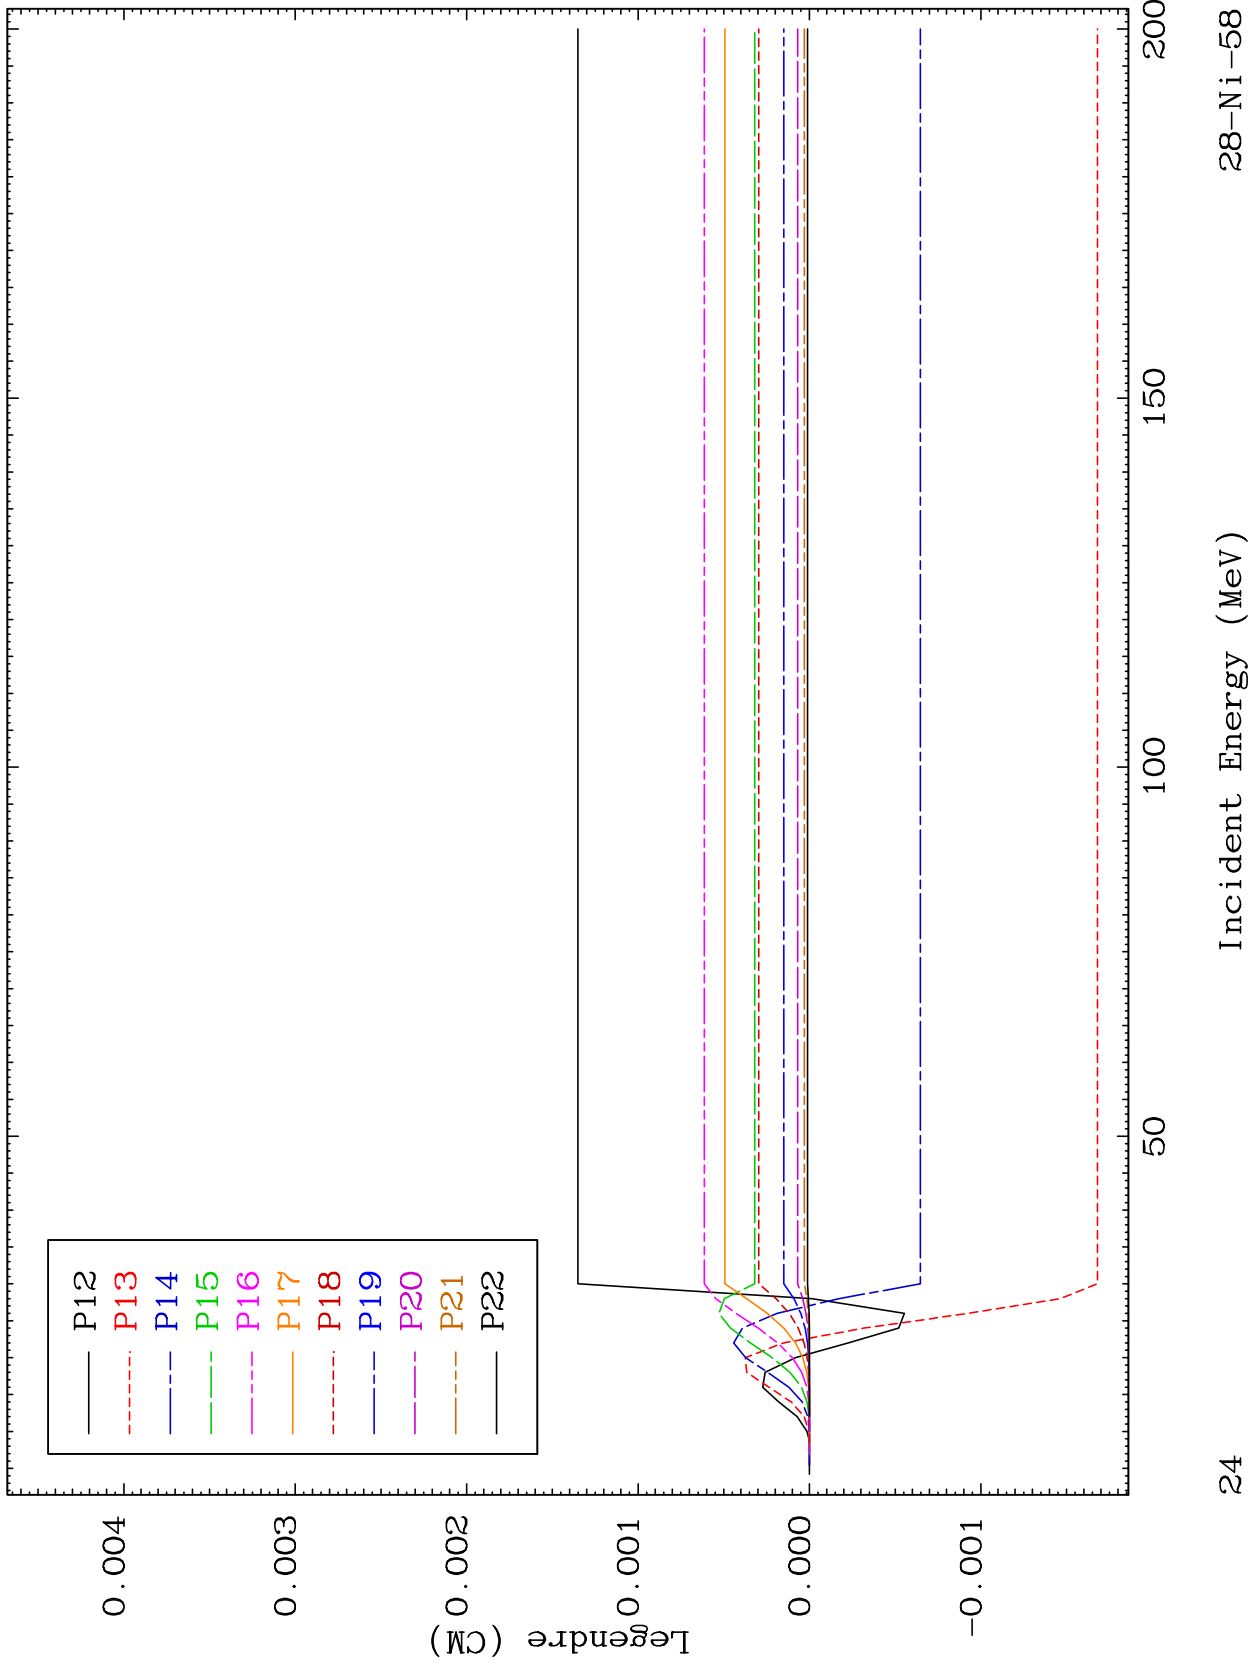 P12
P13
P14
P15
P16
P17
P18
P19
P20
P21
P22
0.004
0.003
0.002
0.001
0.000
-0.001
Legendre (CM)
50
100
150
200
Incident Energy (MeV)
24
28-Ni-58